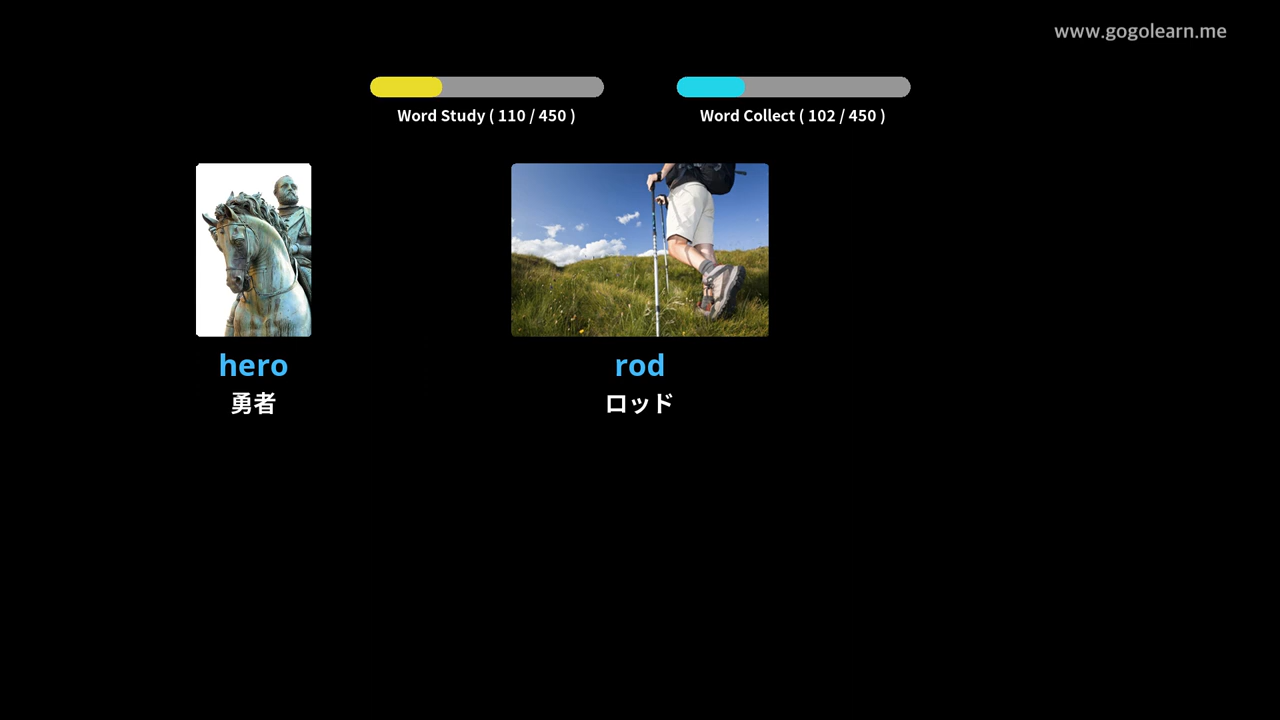 www.gogolearn.me
Word Study ( 110 / 450 )
Word Collect ( 102 / 450 )
hero
勇者
rod
ロッド